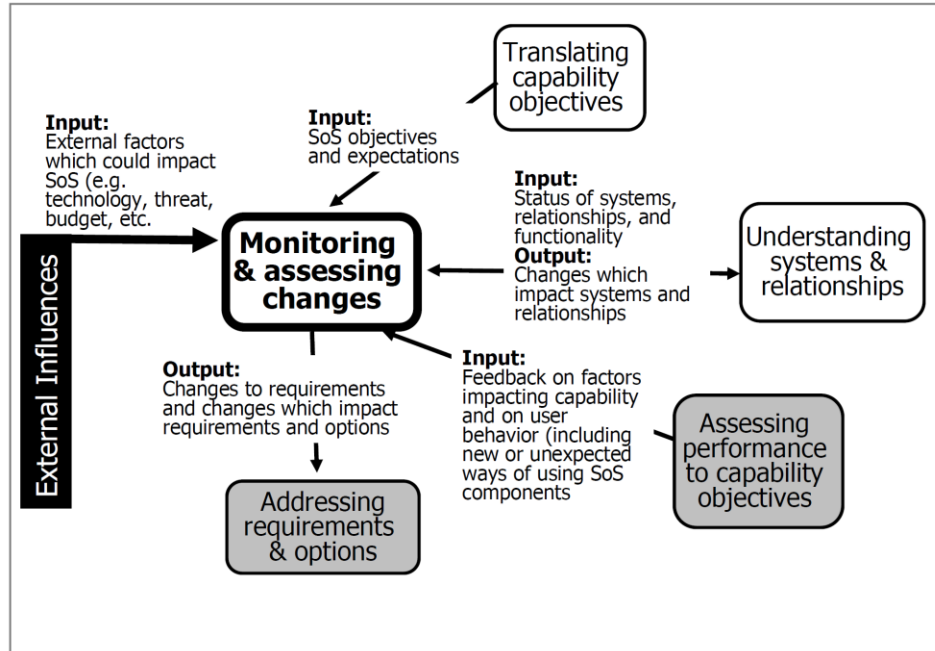 Translating
capability
objectives
Input:
SoS objectives
and expectations
Input:
External factors
which could impact
SoS (e.g.
technology, threat,
budget, etc.
External Influences
Monitoring
& assessing
changes
Input:
Status of systems,
relationships, and
functionality
Output:
Changes which
impact systems and
relationships
Understanding
systems &
relationships
Output:
Changes to requirements
and changes which impact
requirements and options
Input:
Feedback on factors
impacting capability
and on user
behavior (including
new or unexpected
ways of using SoS
components
Assessing
performance
to capability
objectives
Addressing
requirements
& options